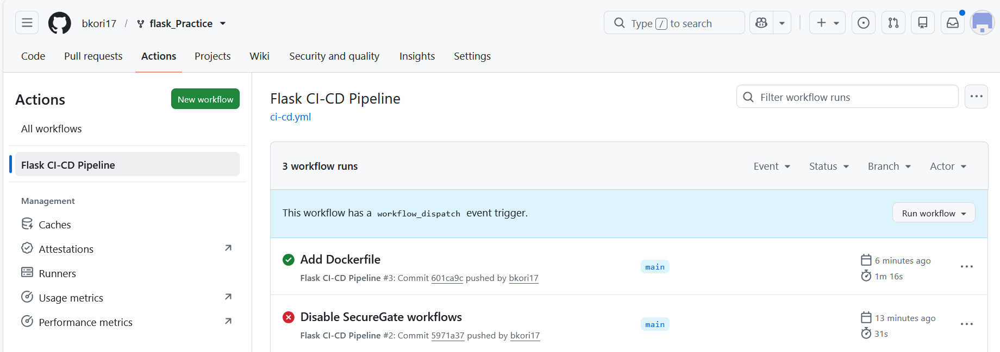 bkori17 / flask_Practice
Type / to search
Code Pull requests Actions Projects Wiki Security and quality Insights Settings
Actions
New workflow
All workflows
Flask CI-CD Pipeline
Management
Caches
Attestations
Runners
Usage metrics
Performance metrics
Flask CI-CD Pipeline
ci-cd.yml
Filter workflow runs
3 workflow runs
Event Status Branch Actor
This workflow has a workflow_dispatch event trigger.
Run workflow
Add Dockerfile
Flask CI-CD Pipeline #3: Commit 601ca9c pushed by bkori17
main
6 minutes ago
1m 16s
Disable SecureGate workflows
Flask CI-CD Pipeline #2: Commit 5971a37 pushed by bkori17
main
13 minutes ago
31s